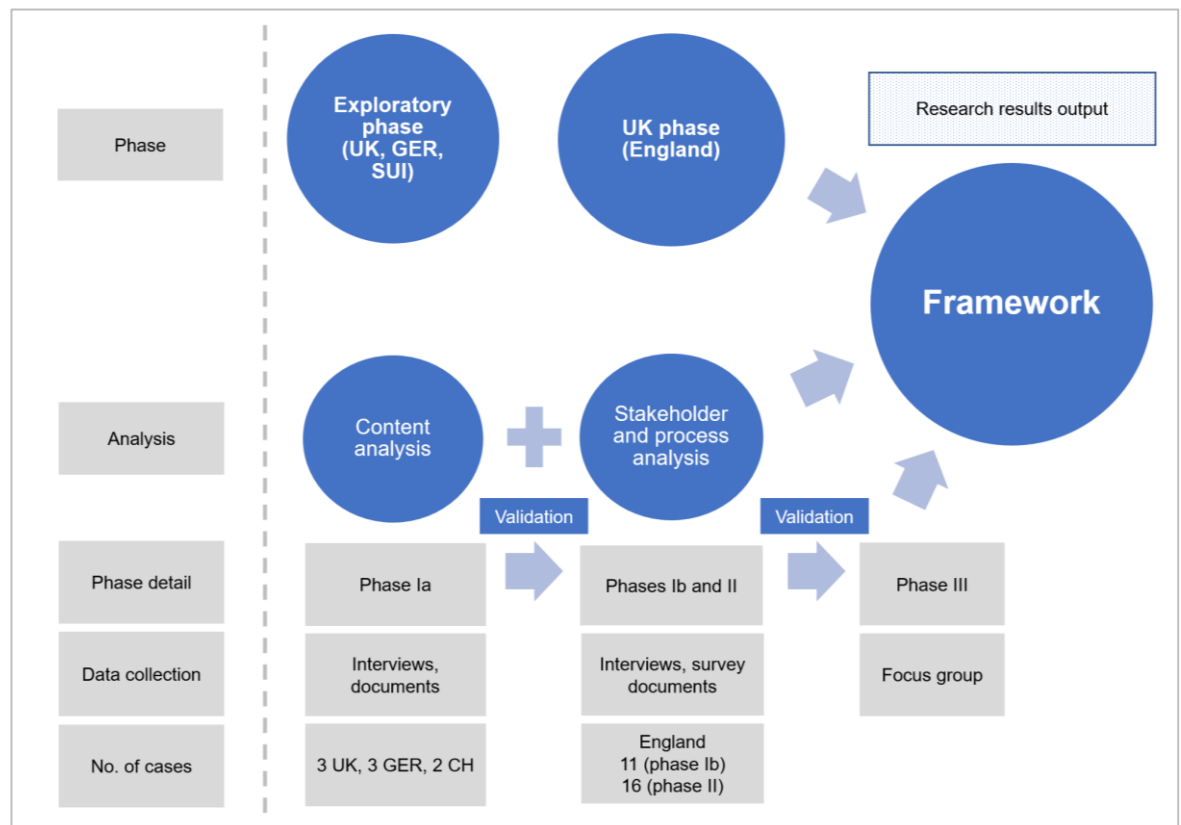 Phase
Exploratory
phase
(UK, GER,
SUI)
UK phase
(England)
Research results output
Framework
Analysis
Content
analysis
Stakeholder
and process
analysis
Validation
Validation
Phase detail
Phase Ia
Phases Ib and II
Phase III
Data collection
Interviews,
documents
Interviews, survey
documents
Focus group
No. of cases
3 UK, 3 GER, 2 CH
England
11 (phase Ib)
16 (phase II)